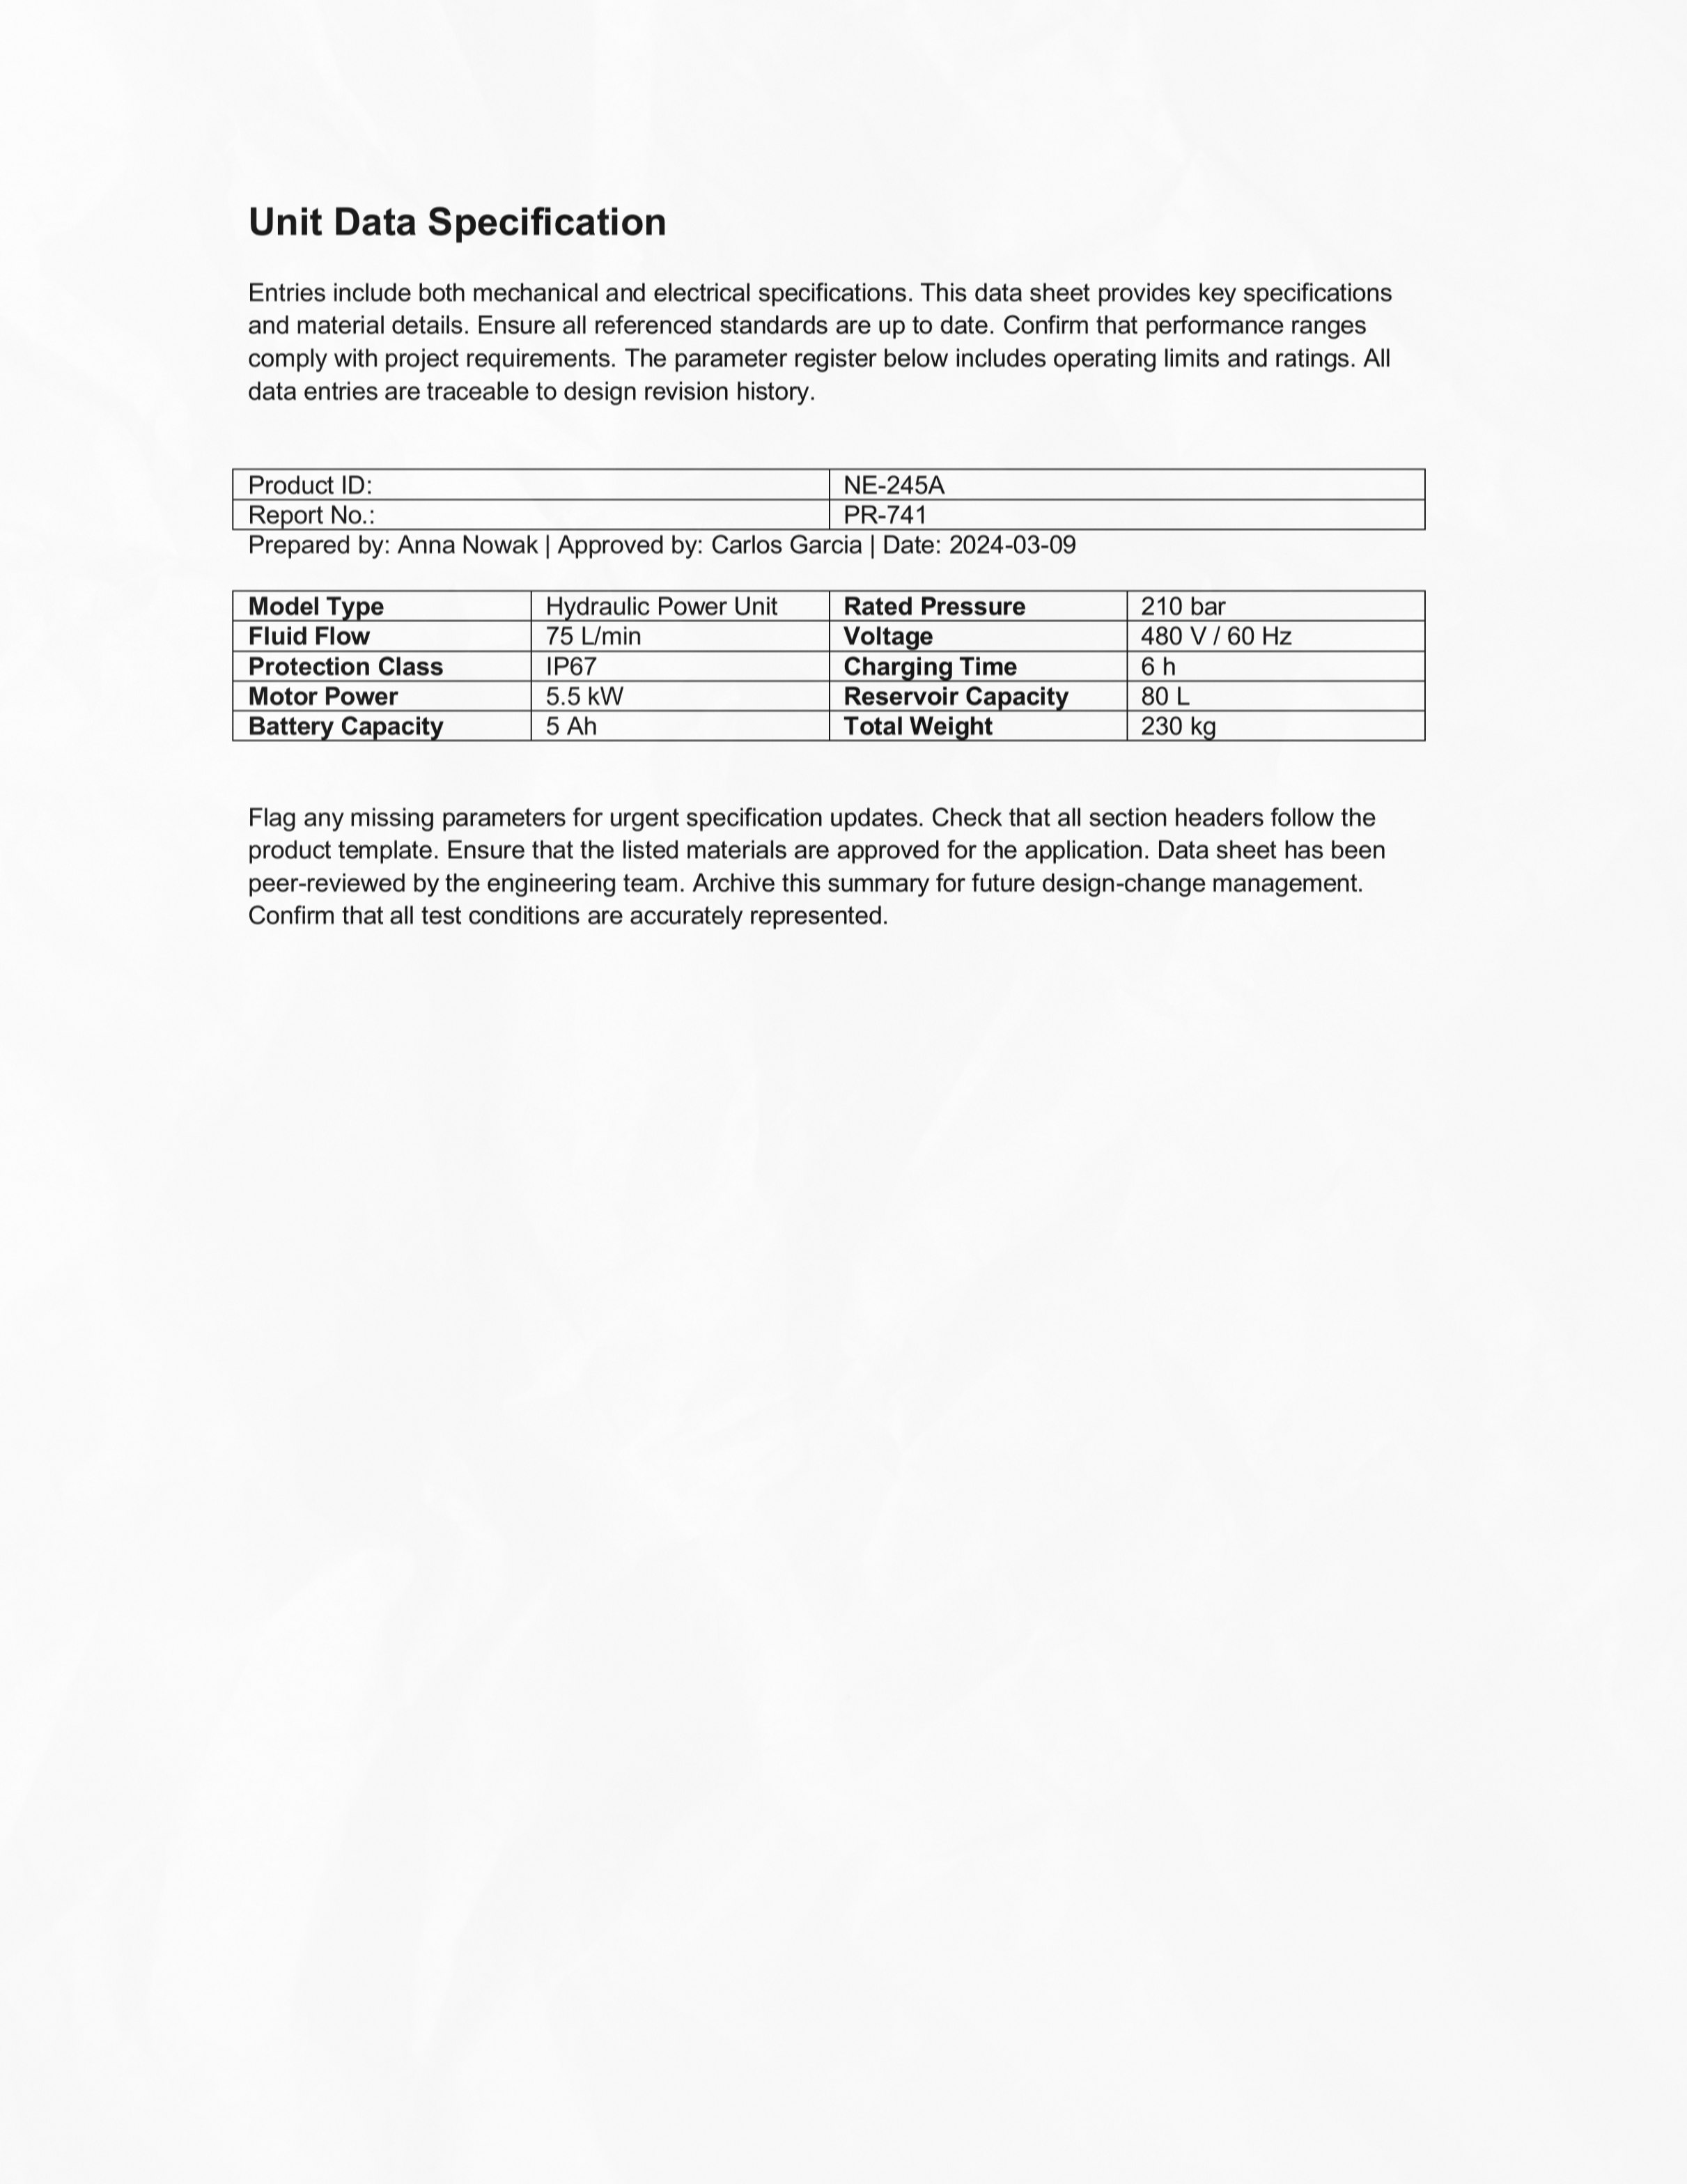 Unit Data Specification
Entries include both mechanical and electrical specifications. This data sheet provides key specifications
and material details. Ensure all referenced standards are up to date. Confirm that performance ranges
comply with project requirements. The parameter register below includes operating limits and ratings. All
data entries are traceable to design revision history.
Product ID: NE-245A
Report No.: PR-741
Prepared by: Anna Nowak | Approved by: Carlos Garcia | Date: 2024-03-09
Model Type Hydraulic Power Unit Rated Pressure 210 bar
Fluid Flow 75 L/min Voltage 480 V / 60 Hz
Protection Class IP67 Charging Time 6 h
Motor Power 5.5 kW Reservoir Capacity 80 L
Battery Capacity 5 Ah Total Weight 230 kg
Flag any missing parameters for urgent specification updates. Check that all section headers follow the
product template. Ensure that the listed materials are approved for the application. Data sheet has been
peer-reviewed by the engineering team. Archive this summary for future design-change management.
Confirm that all test conditions are accurately represented.